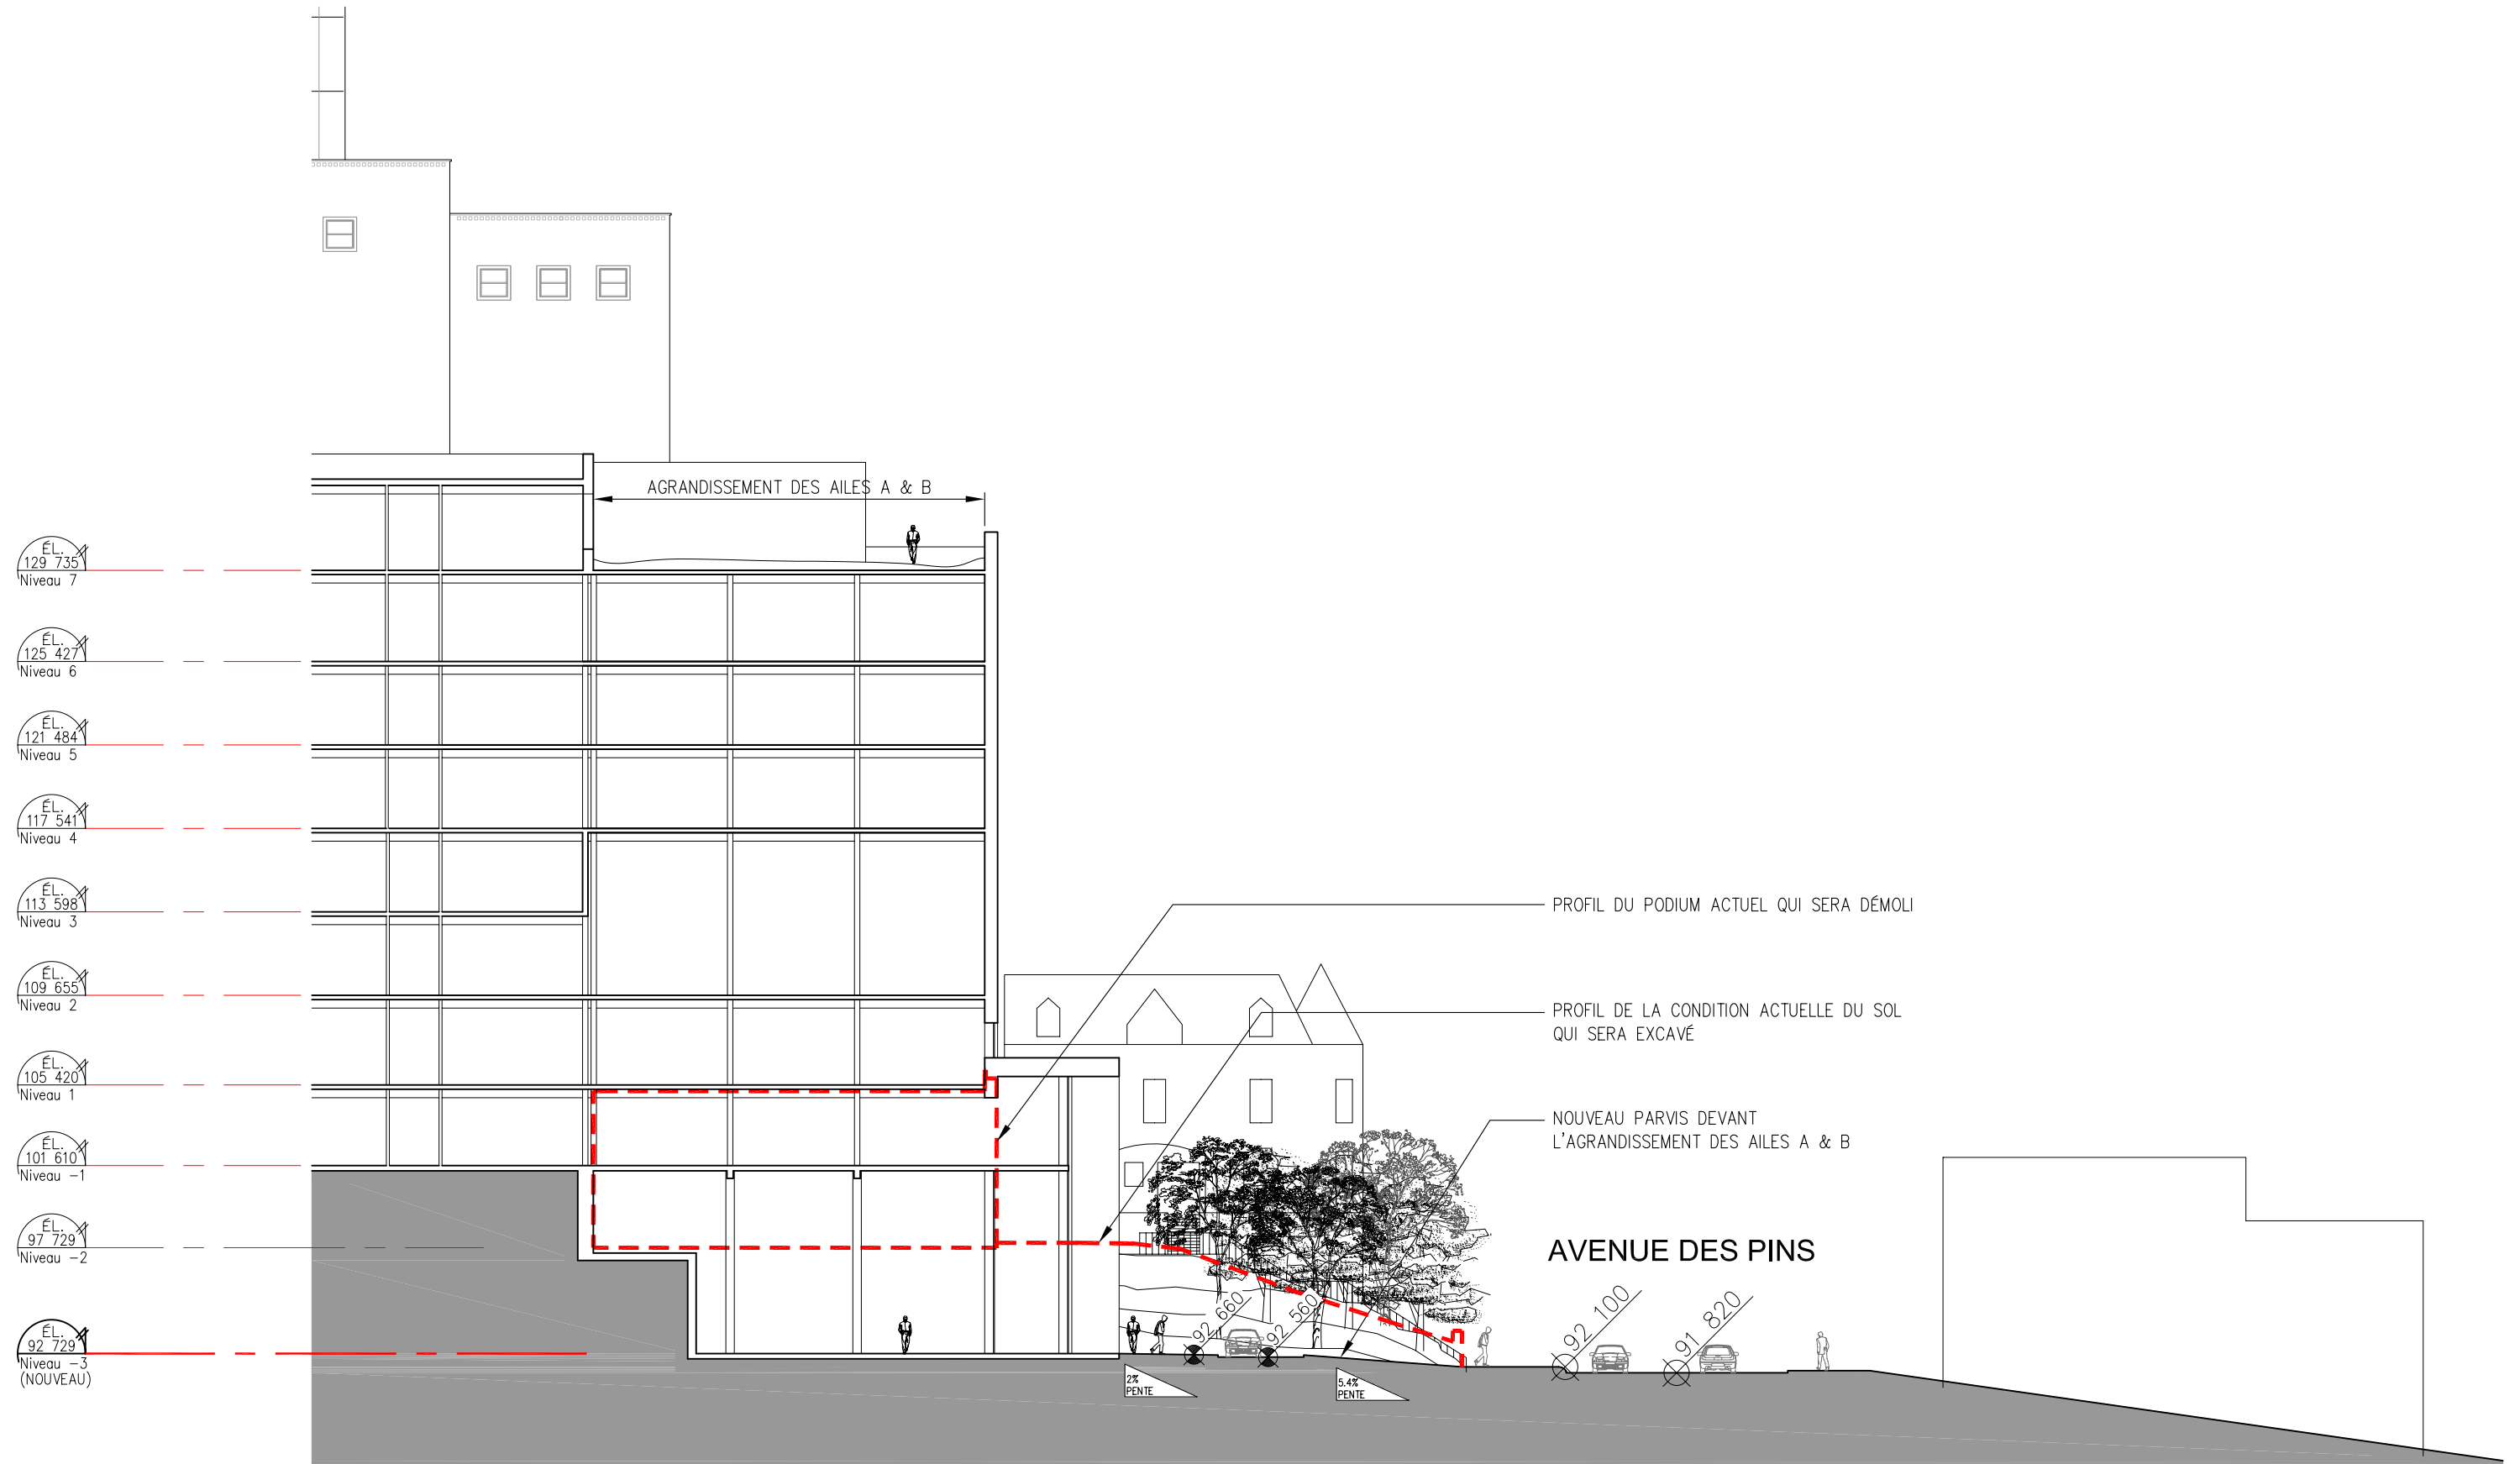 AGRANDISSEMENT DES AILES A & B
ÉL.
129 735
Niveau 7
ÉL.
125 427
Niveau 6
ÉL.
121 484
Niveau 5
ÉL.
117 541
Niveau 4
ÉL.
113 598
Niveau 3
ÉL.
109 655
Niveau 2
ÉL.
105 420
Niveau 1
ÉL.
101 610
Niveau -1
ÉL.
97 729
Niveau -2
ÉL.
92 729
Niveau -3
(NOUVEAU)
PROFIL DU PODIUM ACTUEL QUI SERA DÉMOLI
PROFIL DE LA CONDITION ACTUELLE DU SOL
QUI SERA EXCAVÉ
NOUVEAU PARVIS DEVANT
L'AGRANDISSEMENT DES AILES A & B
AVENUE DES PINS
92 660
92 560
92 100
91 820
2%
PENTE
5.4%
PENTE